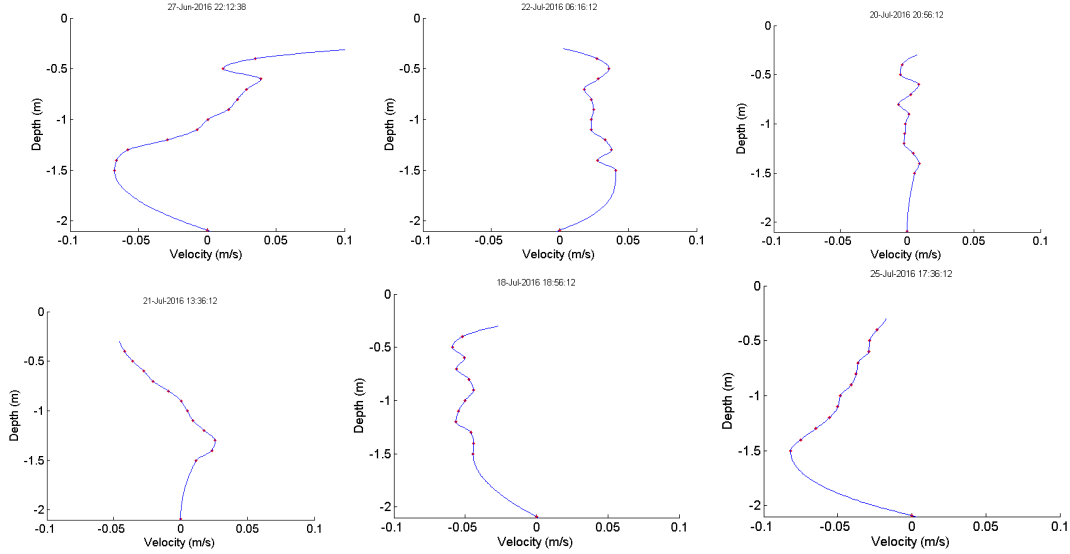 27-Jun-2016 22:12:38
0
-0.5
-1
-1.5
-2
Depth (m)
-0.1 -0.05 0 0.05 0.1
Velocity (m/s)
22-Jul-2016 06:16:12
0
-0.5
-1
-1.5
-2
Depth (m)
-0.1 -0.05 0 0.05 0.1
Velocity (m/s)
20-Jul-2016 20:56:12
0
-0.5
-1
-1.5
-2
Depth (m)
-0.1 -0.05 0 0.05 0.1
Velocity (m/s)
21-Jul-2016 13:36:12
0
-0.5
-1
-1.5
-2
Depth (m)
-0.1 -0.05 0 0.05 0.1
Velocity (m/s)
18-Jul-2016 18:56:12
0
-0.5
-1
-1.5
-2
Depth (m)
-0.1 -0.05 0 0.05 0.1
Velocity (m/s)
25-Jul-2016 17:36:12
0
-0.5
-1
-1.5
-2
Depth (m)
-0.1 -0.05 0 0.05 0.1
Velocity (m/s)